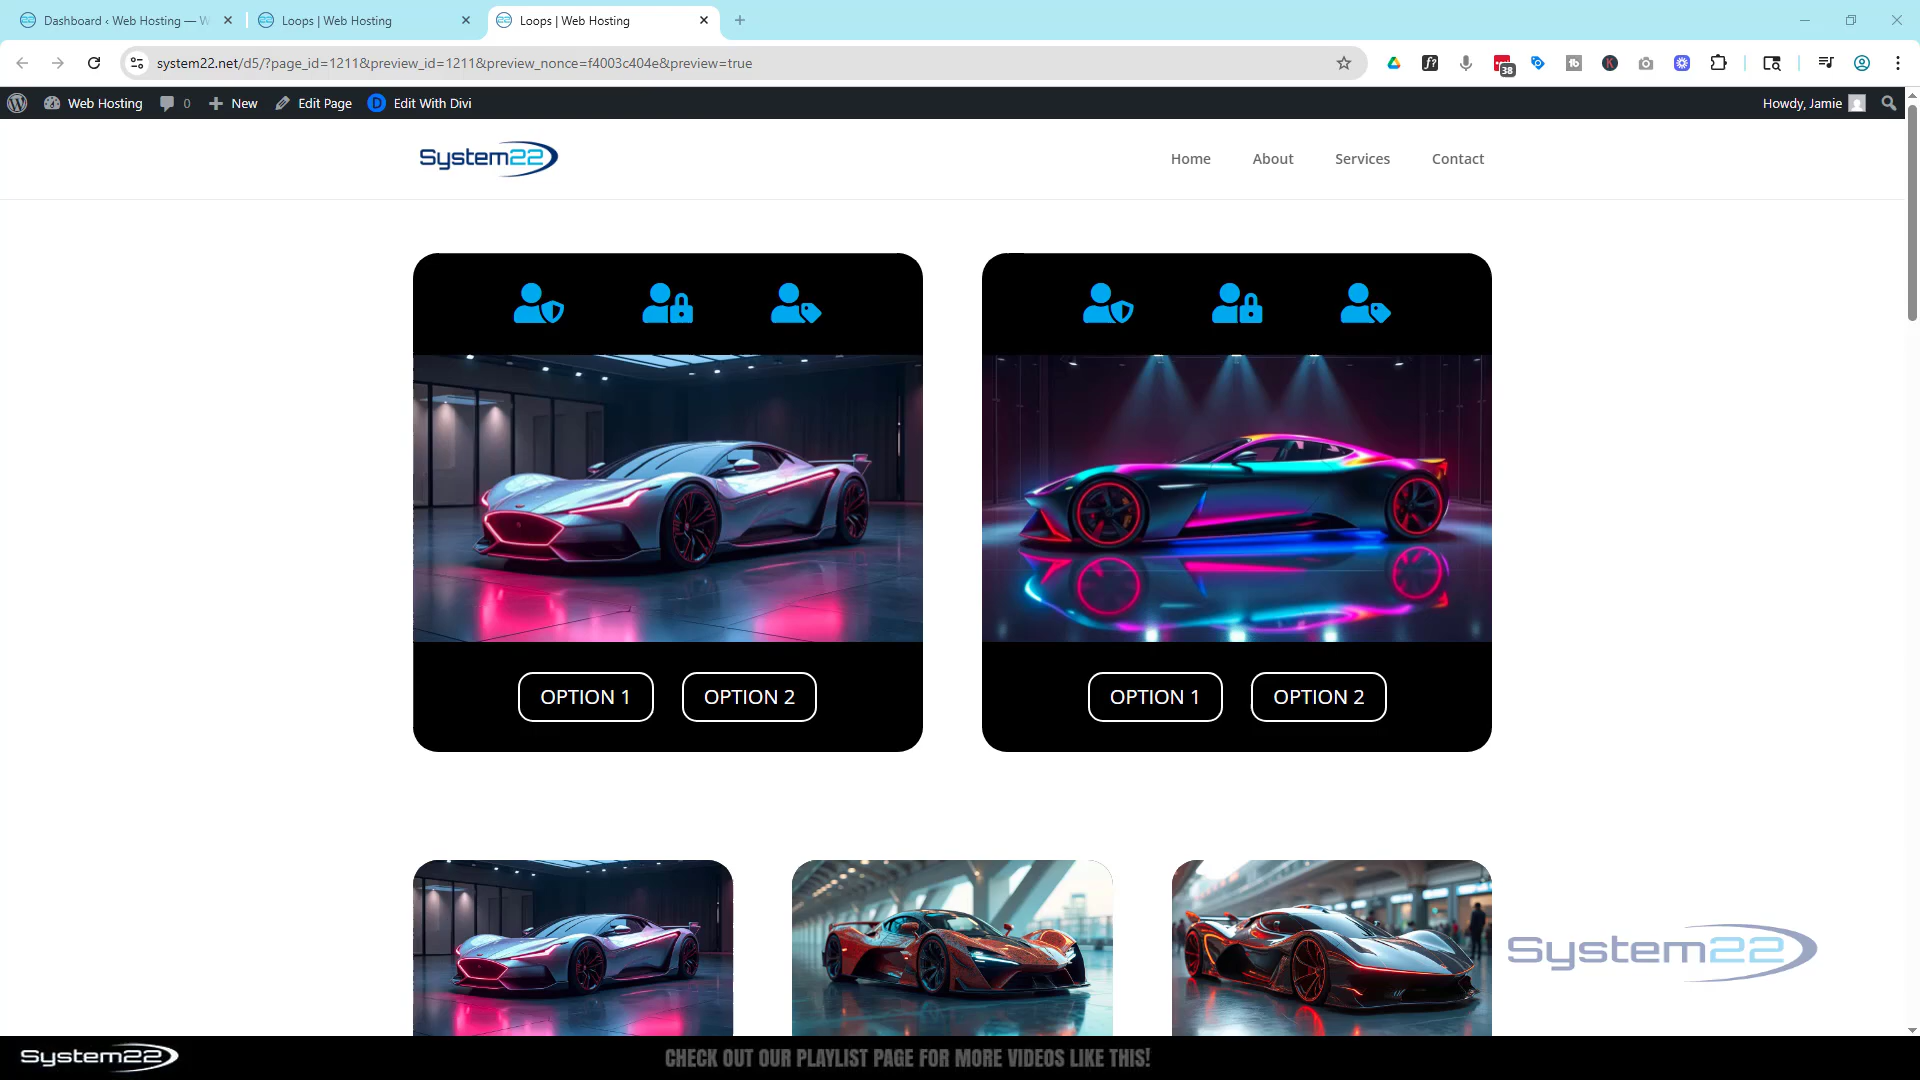 Dashboard ‹ Web Hosting — W
Loops | Web Hosting
Loops | Web Hosting
system22.net/d5/?page_id=1211&preview_id=1211&preview_nonce=f4003c404e&preview=true
38
Web Hosting
0
New
Edit Page
D
Edit With Divi
Howdy, Jamie
System22
Home
About
Services
Contact
OPTION 1
OPTION 2
OPTION 1
OPTION 2
System22
System22
CHECK OUT OUR PLAYLIST PAGE FOR MORE VIDEOS LIKE THIS!